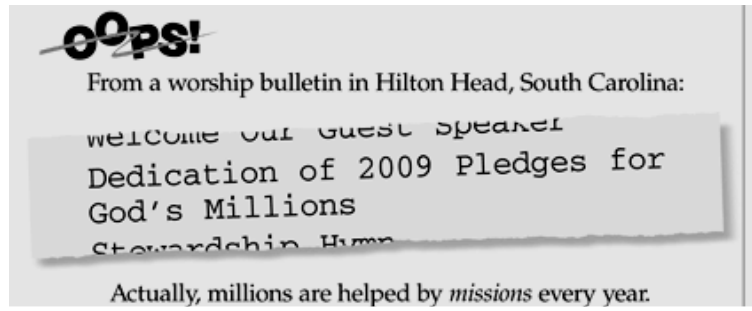 OOPS!
From a worship bulletin in Hilton Head, South Carolina:
Welcome Our Guest Speaker
Dedication of 2009 Pledges for
God's Millions
Stewardship Hymn
Actually, millions are helped by missions every year.